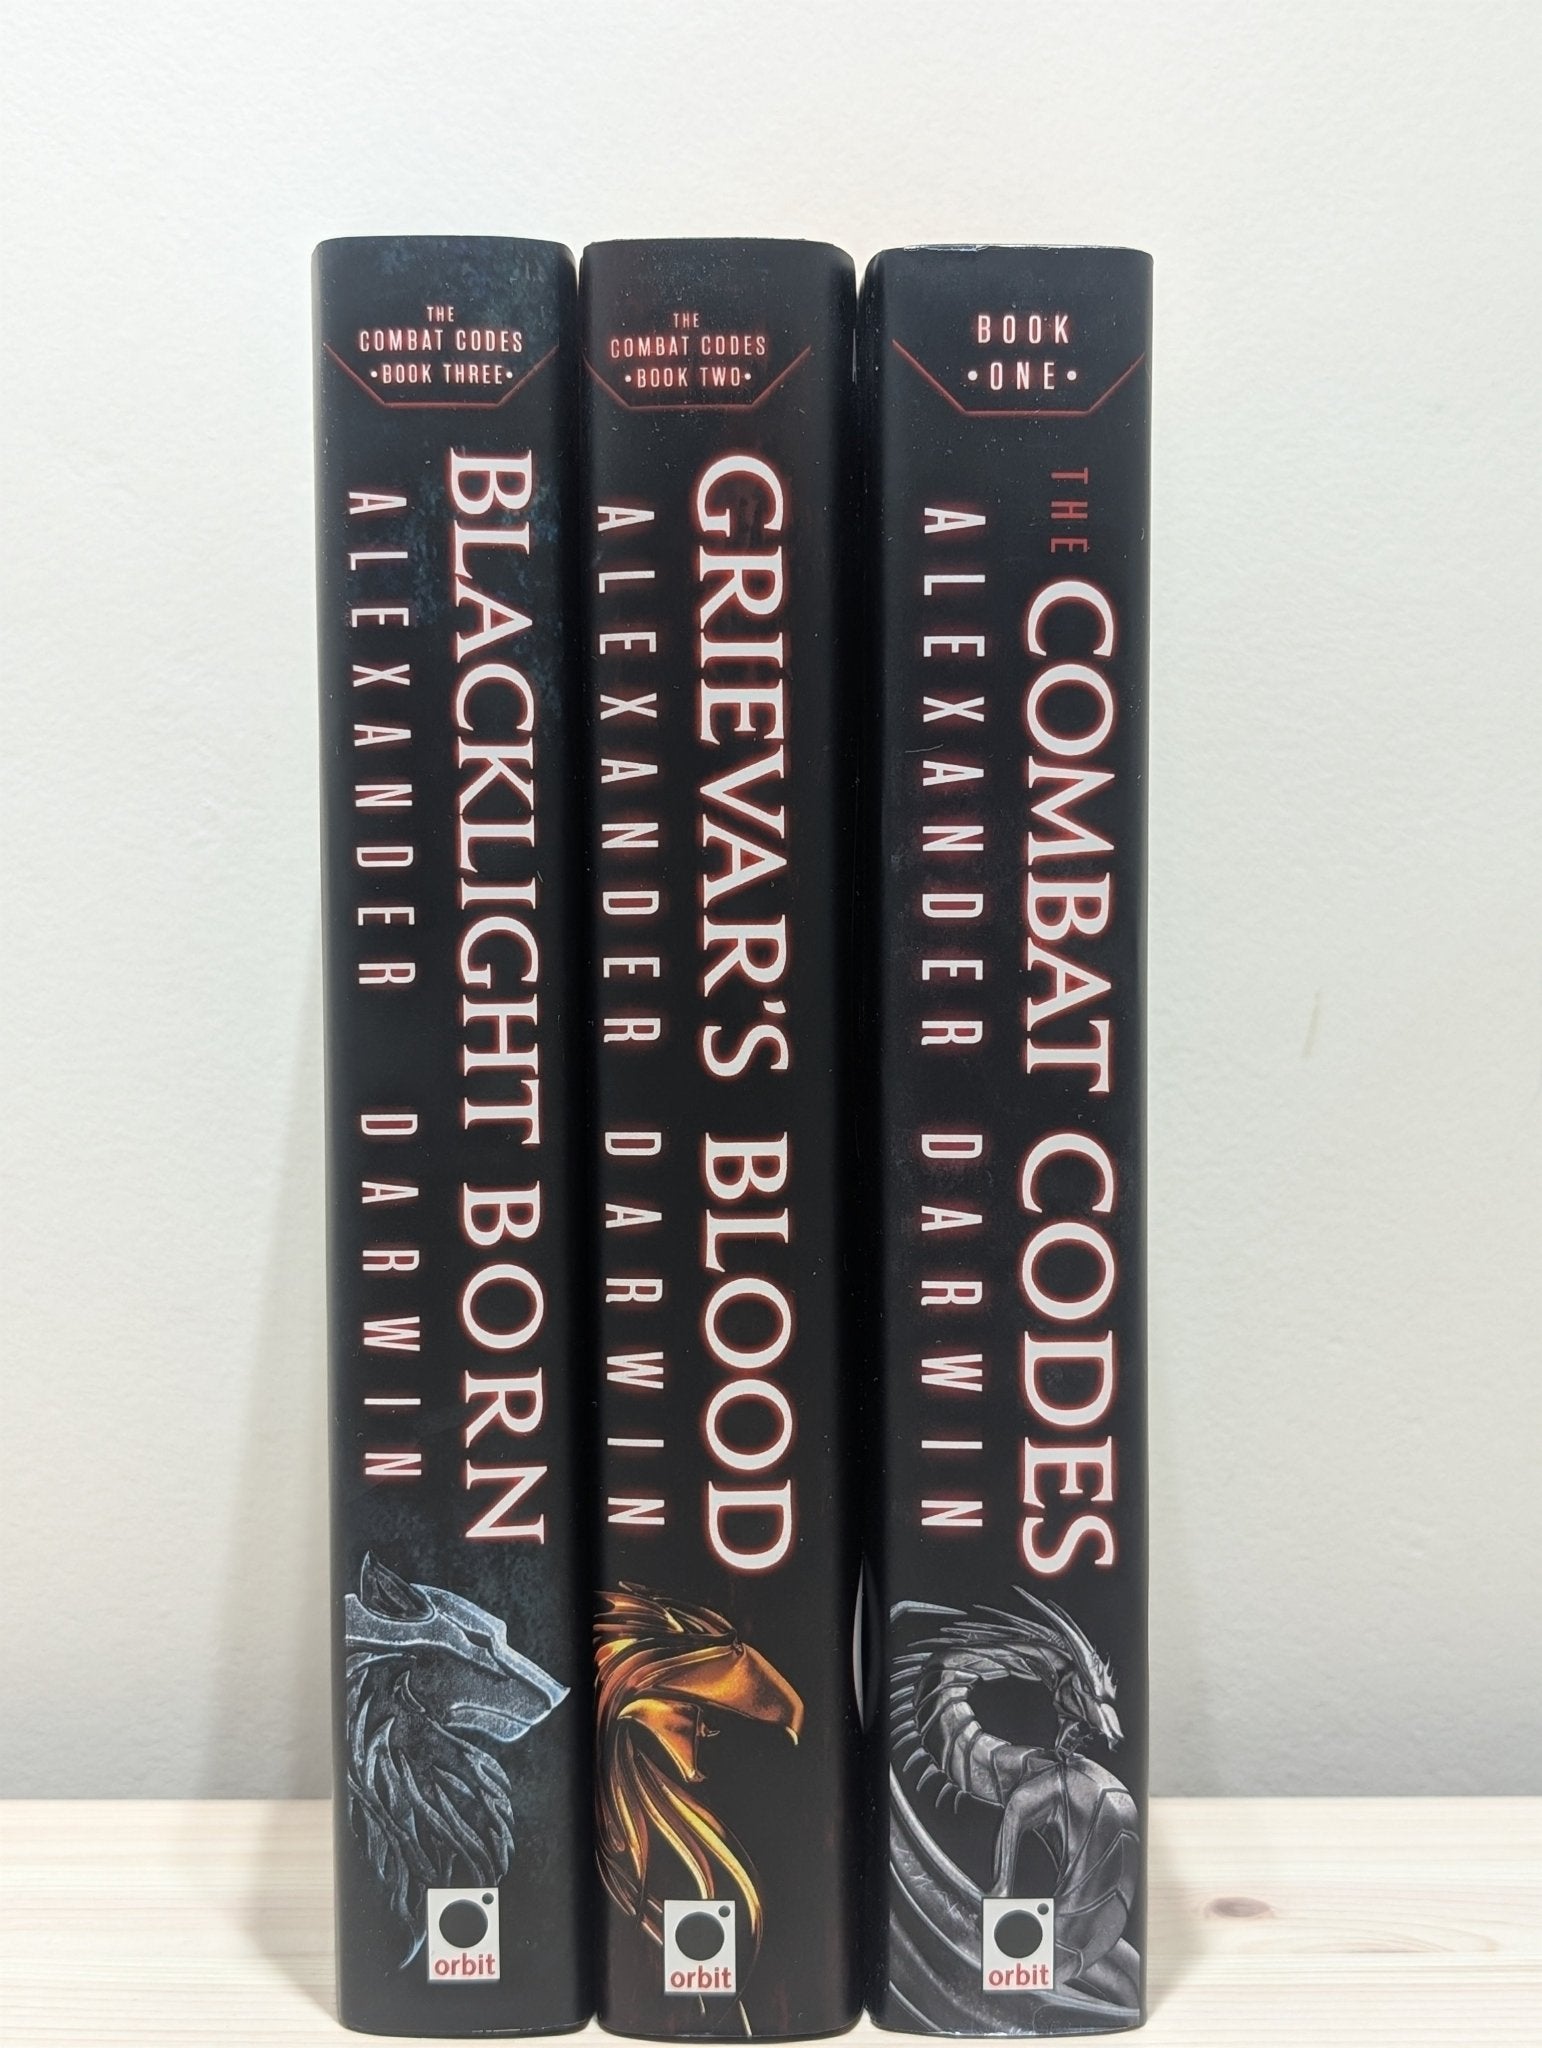 THE
COMBAT CODES
•BOOK THREE•
BLACKLIGHT BORN
ALEXANDER DARWIN
orbit
THE
COMBAT CODES
•BOOK TWO•
GRIEVAR'S BLOOD
ALEXANDER DARWIN
orbit
BOOK
•ONE•
THE COMBAT CODES
ALEXANDER DARWIN
orbit